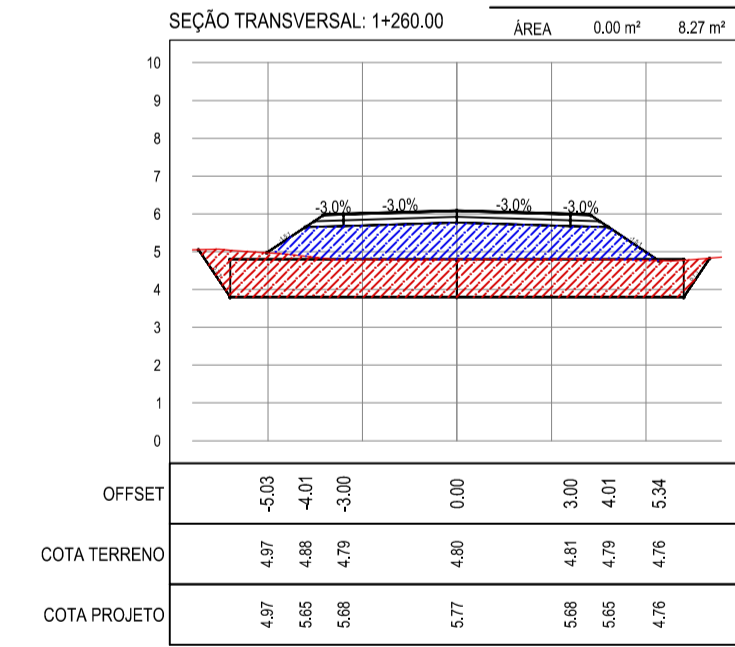 SEÇÃO TRANSVERSAL: 1+260.00
ÁREA 0.00 m² 8.27 m²
10
9
8
7
6
5
4
3
2
1
0
-3.0% -3.0% -3.0% -3.0%
OFFSET -5.03 -4.01 -3.00 0.00 3.00 4.01 5.34
COTA TERRENO 4.97 4.88 4.79 4.80 4.81 4.79 4.76
COTA PROJETO 4.97 5.65 5.68 5.77 5.68 5.65 4.76